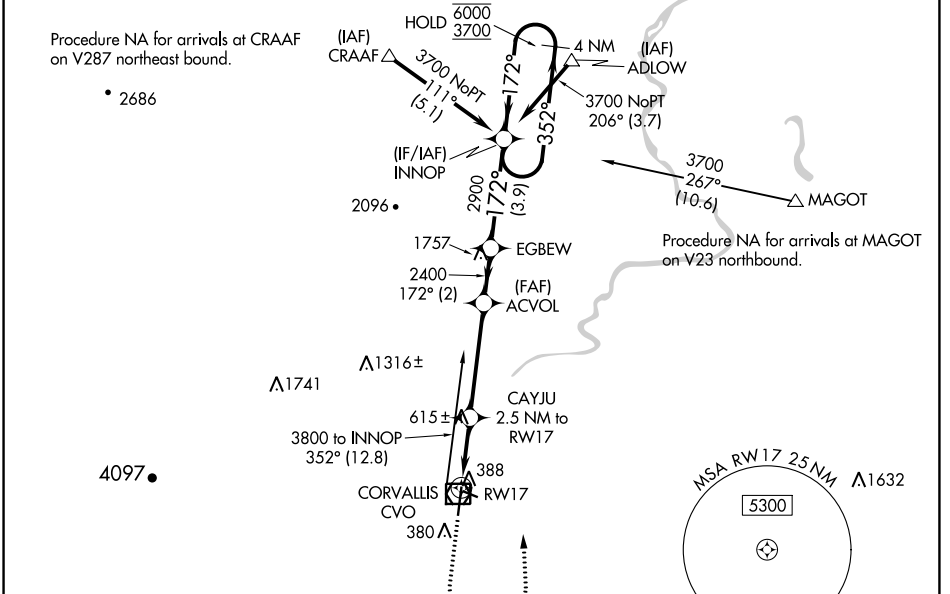 Procedure NA for arrivals at CRAAF
on V287 northeast bound.
2686
(IAF)
CRAAF
3700 NoPT
111°
(5.1)
HOLD
6000
3700
172°
352°
4 NM
(IAF)
ADLOW
3700 NoPT
206° (3.7)
(IF/IAF)
INNOP
2900
172°
(3.9)
3700
267°
(10.6)
MAGOT
Procedure NA for arrivals at MAGOT
on V23 northbound.
2096
1757
EGBEW
2400
172° (2)
(FAF)
ACVOL
1316±
1741
615±
CAYJU
2.5 NM to
RW17
3800 to INNOP
352° (12.8)
4097
388
CORVALLIS
CVO
RW17
380
MSA RW17 25 NM
1632
5300